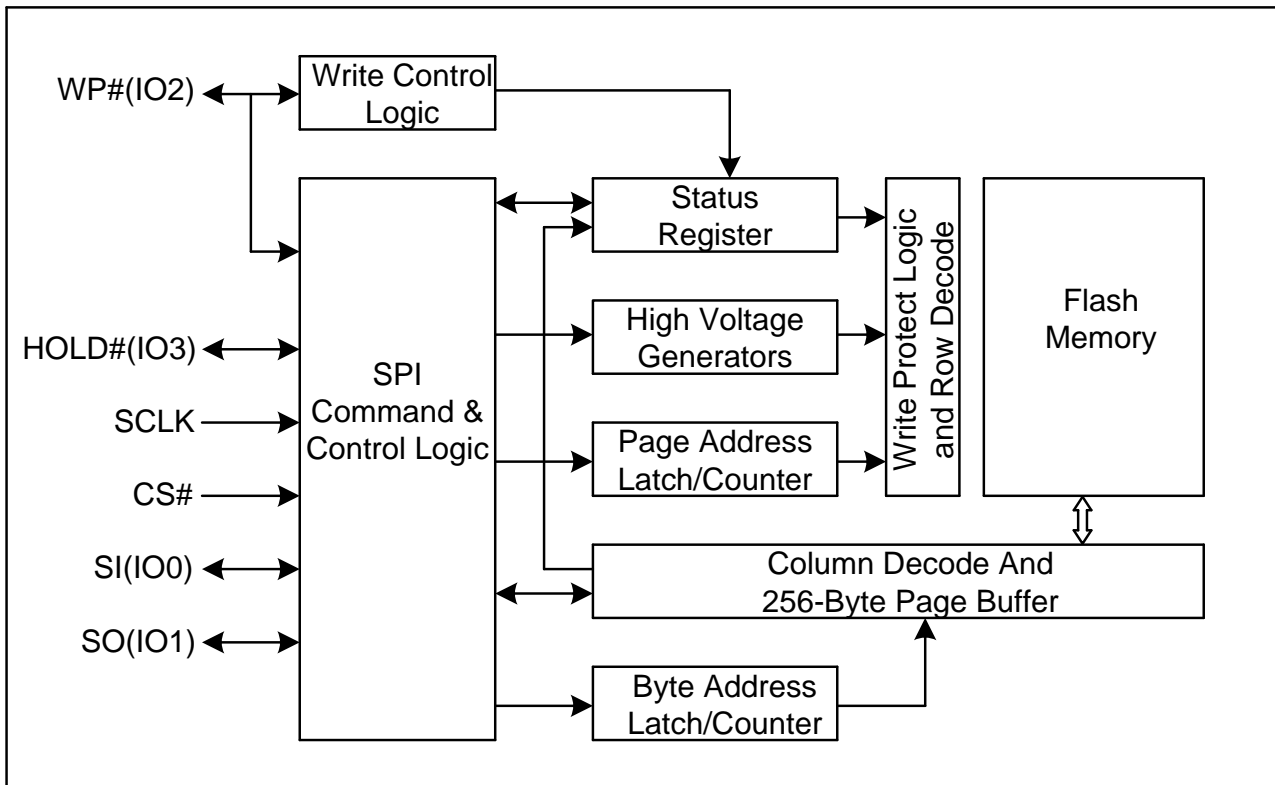 WP#(IO2)
Write Control
Logic
Status
Register
High Voltage
Generators
Page Address
Latch/Counter
Write Protect Logic
and Row Decode
Flash
Memory
HOLD#(IO3)
SCLK
CS#
SI(IO0)
SO(IO1)
SPI
Command &
Control Logic
Column Decode And
256-Byte Page Buffer
Byte Address
Latch/Counter